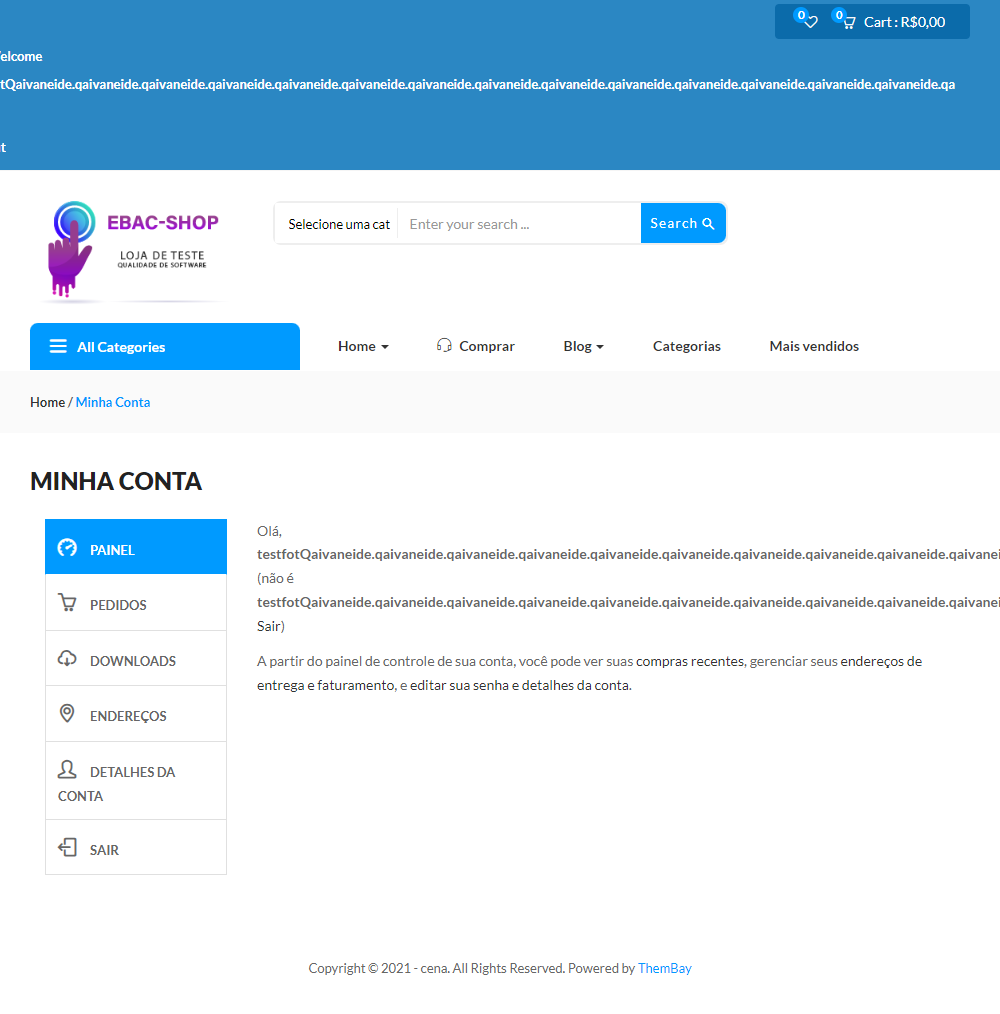 0
0
Cart : R$0,00
elcome
tQaivaneide.qaivaneide.qaivaneide.qaivaneide.qaivaneide.qaivaneide.qaivaneide.qaivaneide.qaivaneide.qaivaneide.qaivaneide.qaivaneide.qaivaneide.qaivaneide.qa
t
EBAC-SHOP
LOJA DE TESTE
QUALIDADE DE SOFTWARE
Selecione uma cat
Enter your search ...
Search
All Categories
Home
Comprar
Blog
Categorias
Mais vendidos
Home / Minha Conta
MINHA CONTA
PAINEL
PEDIDOS
DOWNLOADS
ENDEREÇOS
DETALHES DA
CONTA
SAIR
Olá,
testfotQaivaneide.qaivaneide.qaivaneide.qaivaneide.qaivaneide.qaivaneide.qaivaneide.qaivaneide.qaivaneide.qaivanei
(não é
testfotQaivaneide.qaivaneide.qaivaneide.qaivaneide.qaivaneide.qaivaneide.qaivaneide.qaivaneide.qaivaneide.qaivanei
Sair)
A partir do painel de controle de sua conta, você pode ver suas compras recentes, gerenciar seus endereços de
entrega e faturamento, e editar sua senha e detalhes da conta.
Copyright © 2021 - cena. All Rights Reserved. Powered by ThemBay